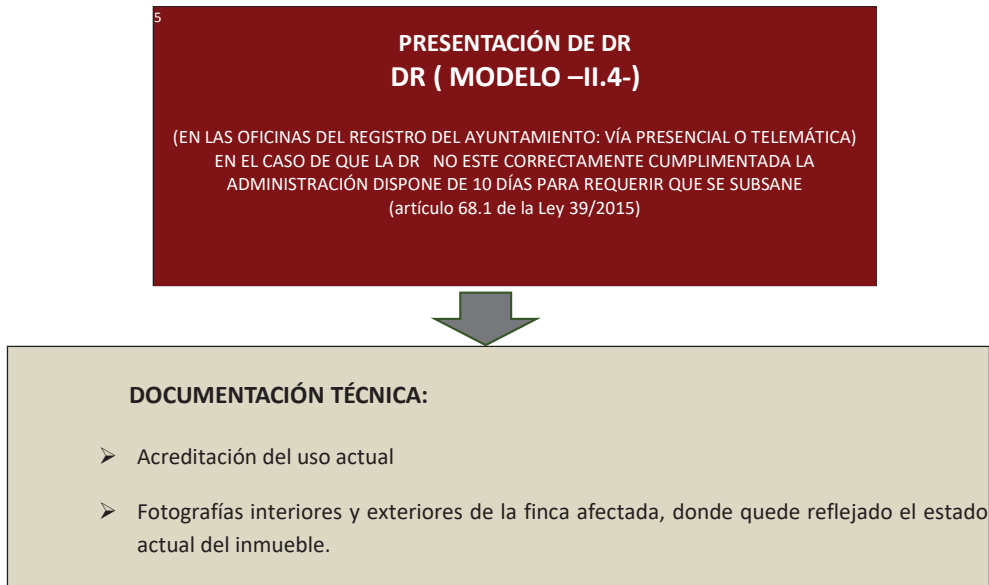 5
PRESENTACIÓN DE DR
DR ( MODELO –II.4-)
(EN LAS OFICINAS DEL REGISTRO DEL AYUNTAMIENTO: VÍA PRESENCIAL O TELEMÁTICA)
EN EL CASO DE QUE LA DR NO ESTE CORRECTAMENTE CUMPLIMENTADA LA
ADMINISTRACIÓN DISPONE DE 10 DÍAS PARA REQUERIR QUE SE SUBSANE
(artículo 68.1 de la Ley 39/2015)
DOCUMENTACIÓN TÉCNICA:
➢ Acreditación del uso actual
➢ Fotografías interiores y exteriores de la finca afectada, donde quede reflejado el estado
actual del inmueble.